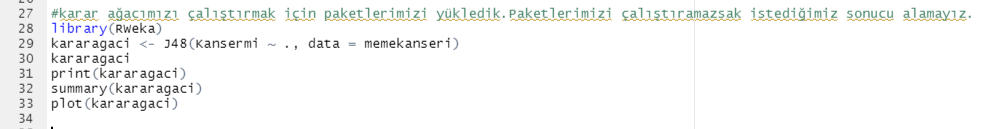 27 #karar ağacımızı çalıştırmak için paketlerimizi yükledik.Paketlerimizi çalıştıramazsak istediğimiz sonucu alamayız.
28 library(RWeka)
29 kararagaci <- J48(Kansermi ~ ., data = memekanseri)
30 kararagaci
31 print(kararagaci)
32 summary(kararagaci)
33 plot(kararagaci)
34